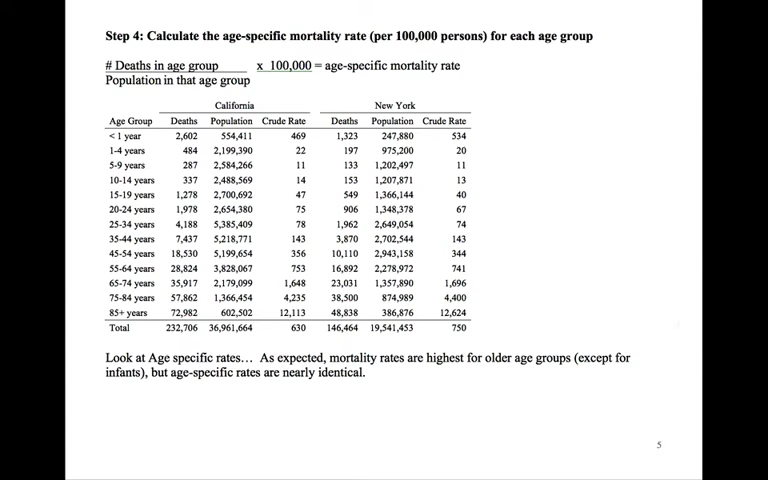 Step 4: Calculate the age-specific mortality rate (per 100,000 persons) for each age group
# Deaths in age group x 100,000 = age-specific mortality rate
Population in that age group
California New York
Age Group Deaths Population Crude Rate Deaths Population Crude Rate
< 1 year 2,602 554,411 469 1,323 247,880 534
1-4 years 484 2,199,390 22 197 975,200 20
5-9 years 287 2,584,266 11 133 1,202,497 11
10-14 years 337 2,488,569 14 153 1,207,871 13
15-19 years 1,278 2,700,692 47 549 1,366,144 40
20-24 years 1,978 2,654,380 75 906 1,348,378 67
25-34 years 4,188 5,385,409 78 1,962 2,649,054 74
35-44 years 7,437 5,218,771 143 3,870 2,702,544 143
45-54 years 18,530 5,199,654 356 10,110 2,943,158 344
55-64 years 28,824 3,828,067 753 16,892 2,278,972 741
65-74 years 35,917 2,179,099 1,648 23,031 1,357,890 1,696
75-84 years 57,862 1,366,454 4,235 38,500 874,989 4,400
85+ years 72,982 602,502 12,113 48,838 386,876 12,624
Total 232,706 36,961,664 630 146,464 19,541,453 750
Look at Age specific rates… As expected, mortality rates are highest for older age groups (except for
infants), but age-specific rates are nearly identical.
5